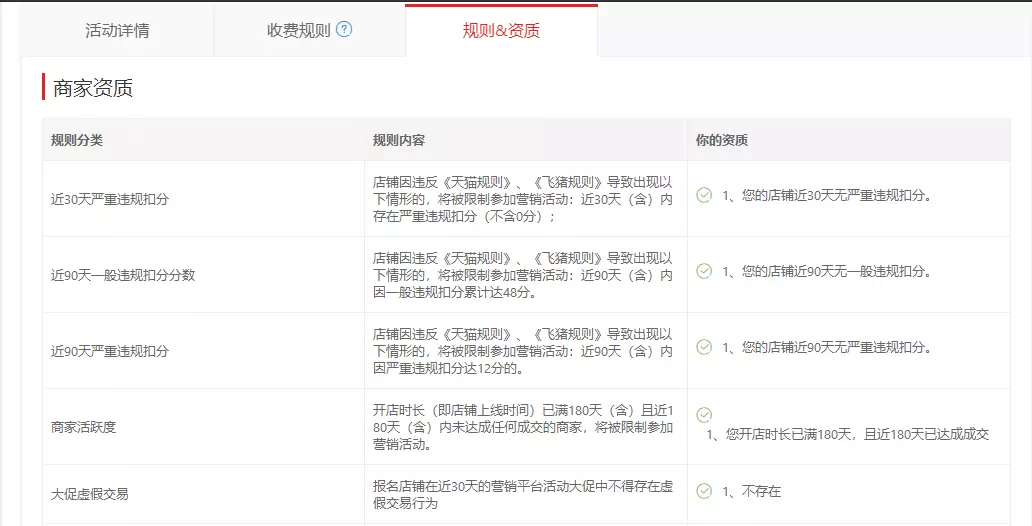 活动详情
收费规则 ?
规则&资质
商家资质
规则分类
规则内容
你的资质
近30天严重违规扣分
店铺因违反《天猫规则》、《飞猪规则》导致出现以
下情形的，将被限制参加营销活动：近30天（含）内
存在严重违规扣分（不含0分）；
1、您的店铺近30天无严重违规扣分。
近90天一般违规扣分分数
店铺因违反《天猫规则》、《飞猪规则》导致出现以
下情形的，将被限制参加营销活动：近90天（含）内
因一般违规扣分累计达48分。
1、您的店铺近90天无一般违规扣分。
近90天严重违规扣分
店铺因违反《天猫规则》、《飞猪规则》导致出现以
下情形的，将被限制参加营销活动：近90天（含）内
因严重违规扣分达12分的。
1、您的店铺近90天无严重违规扣分。
商家活跃度
开店时长（即店铺上线时间）已满180天（含）且近1
80天（含）内未达成任何成交的商家，将被限制参加
营销活动。
1、您开店时长已满180天，且近180天已达成成交
大促虚假交易
报名店铺在近30天的营销平台活动大促中不得存在虚
假交易行为
1、不存在